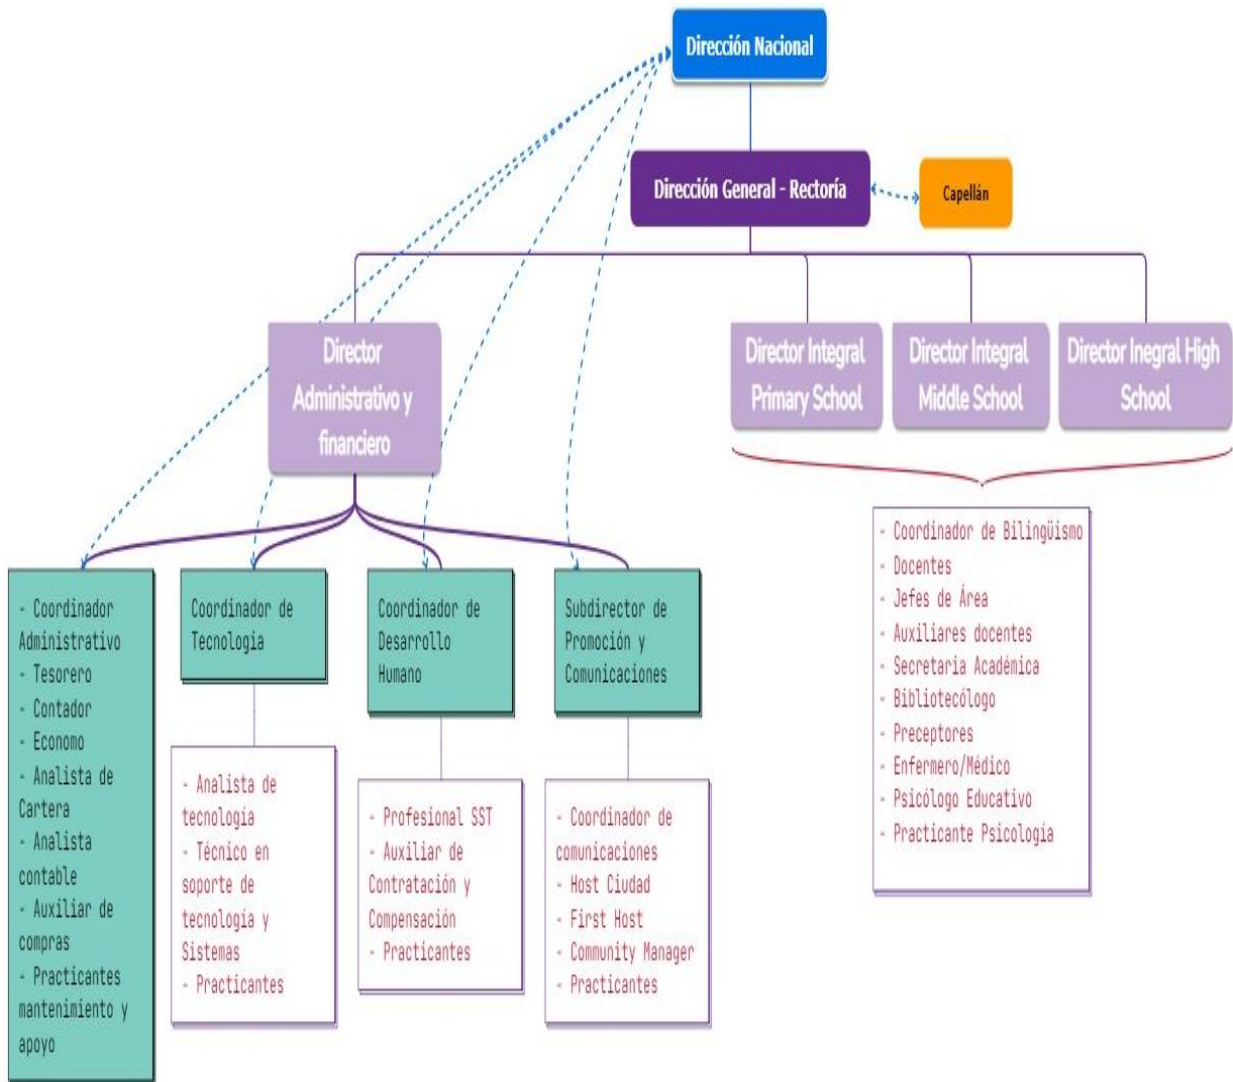 Dirección Nacional
Dirección General - Rectoría
Capellán
Director
Administrativo y
financiero
Director Integral
Primary School
Director Integral
Middle School
Director Inegral High
School
- Coordinador
Administrativo
- Tesorero
- Contador
- Economo
- Analista de
Cartera
- Analista
contable
- Auxiliar de
compras
- Practicantes
mantenimiento y
apoyo
Coordinador de
Tecnología
- Analista de
tecnología
- Técnico en
soporte de
tecnología y
Sistemas
- Practicantes
Coordinador de
Desarrollo
Humano
- Profesional SST
- Auxiliar de
Contratación y
Compensación
- Practicantes
Subdirector de
Promoción y
Comunicaciones
- Coordinador de
comunicaciones
- Host Ciudad
- First Host
- Community Manager
- Practicantes
- Coordinador de Bilingüismo
- Docentes
- Jefes de Área
- Auxiliares docentes
- Secretaria Académica
- Bibliotecólogo
- Preceptores
- Enfermero/Médico
- Psicólogo Educativo
- Practicante Psicología